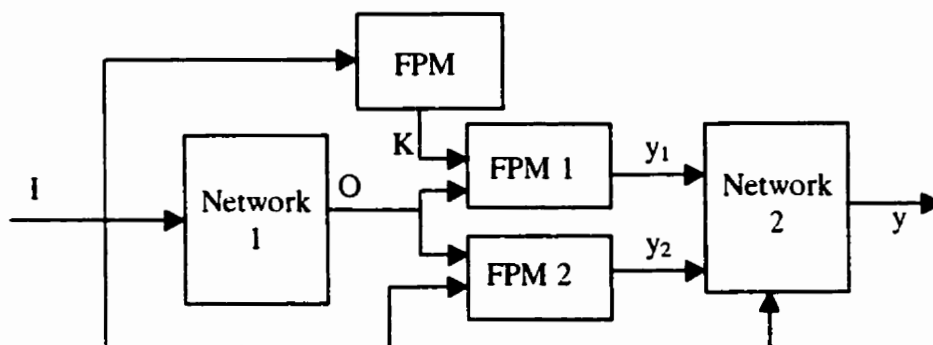 FPM
K
FPM 1
y₁
I
Network
1
O
Network
2
y
FPM 2
y₂